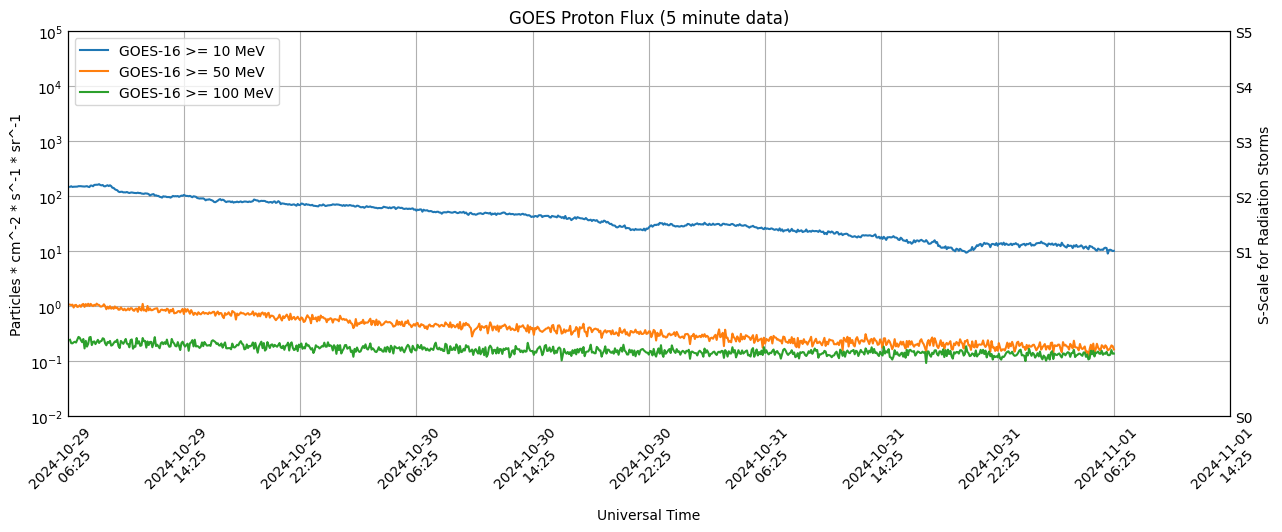 GOES Proton Flux (5 minute data)
GOES-16 >= 10 MeV
GOES-16 >= 50 MeV
GOES-16 >= 100 MeV
Particles * cm^-2 * s^-1 * sr^-1
10^5
10^4
10^3
10^2
10^1
10^0
10^-1
10^-2
S5
S4
S3
S2
S1
S0
S-Scale for Radiation Storms
2024-10-29
06:25
2024-10-29
14:25
2024-10-29
22:25
2024-10-30
06:25
2024-10-30
14:25
2024-10-30
22:25
2024-10-31
06:25
2024-10-31
14:25
2024-10-31
22:25
2024-11-01
06:25
2024-11-01
14:25
Universal Time